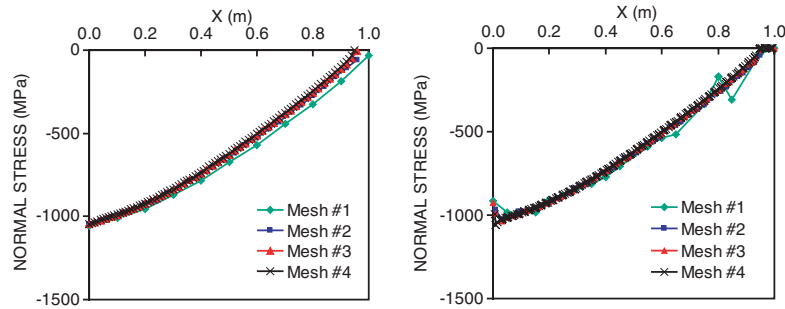 X (m)
0.0 0.2 0.4 0.6 0.8 1.0
0
-500
-1000
-1500
NORMAL STRESS (MPa)
Mesh #1
Mesh #2
Mesh #3
Mesh #4
X (m)
0.0 0.2 0.4 0.6 0.8 1.0
0
-500
-1000
-1500
NORMAL STRESS (MPa)
Mesh #1
Mesh #2
Mesh #3
Mesh #4